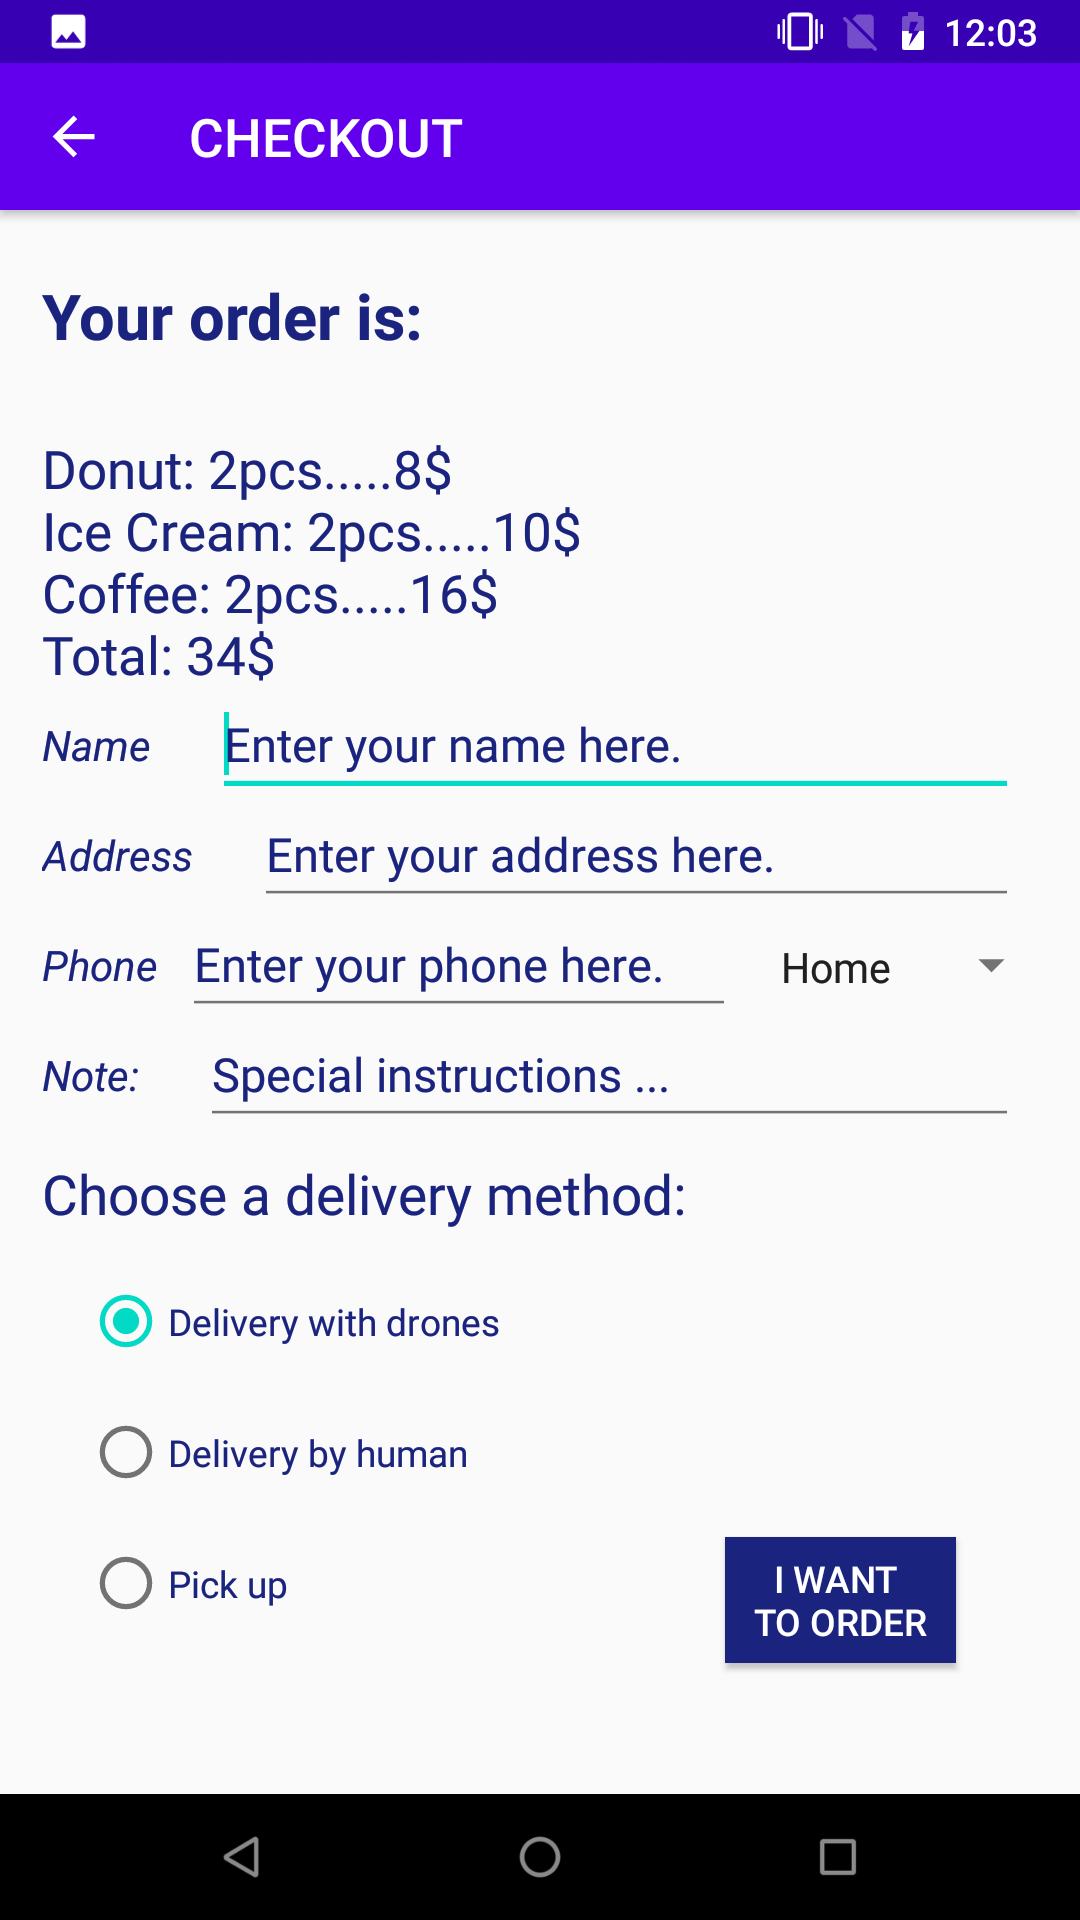 12:03
CHECKOUT
Your order is:
Donut: 2pcs.....8$
Ice Cream: 2pcs.....10$
Coffee: 2pcs.....16$
Total: 34$
Name Enter your name here.
Address Enter your address here.
Phone Enter your phone here. Home
Note: Special instructions ...
Choose a delivery method:
Delivery with drones
Delivery by human
Pick up
I WANT
TO ORDER